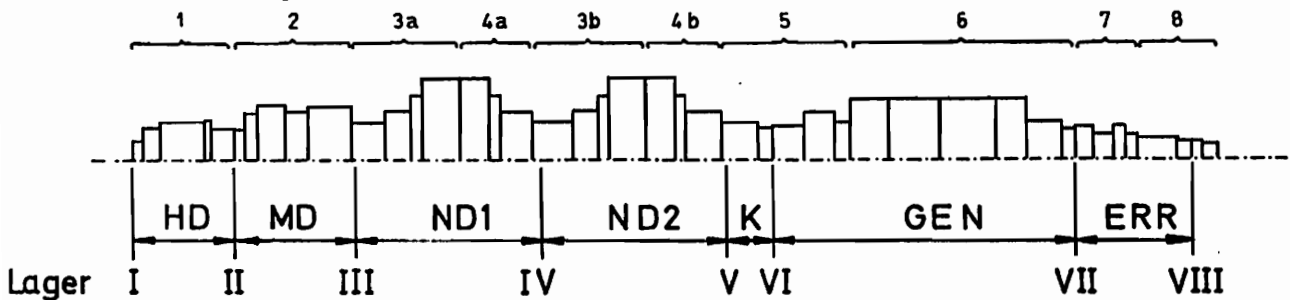 1 2 3a 4a 3b 4b 5 6 7 8
HD MD ND1 ND2 K GEN ERR
Lager I II III IV V VI VII VIII